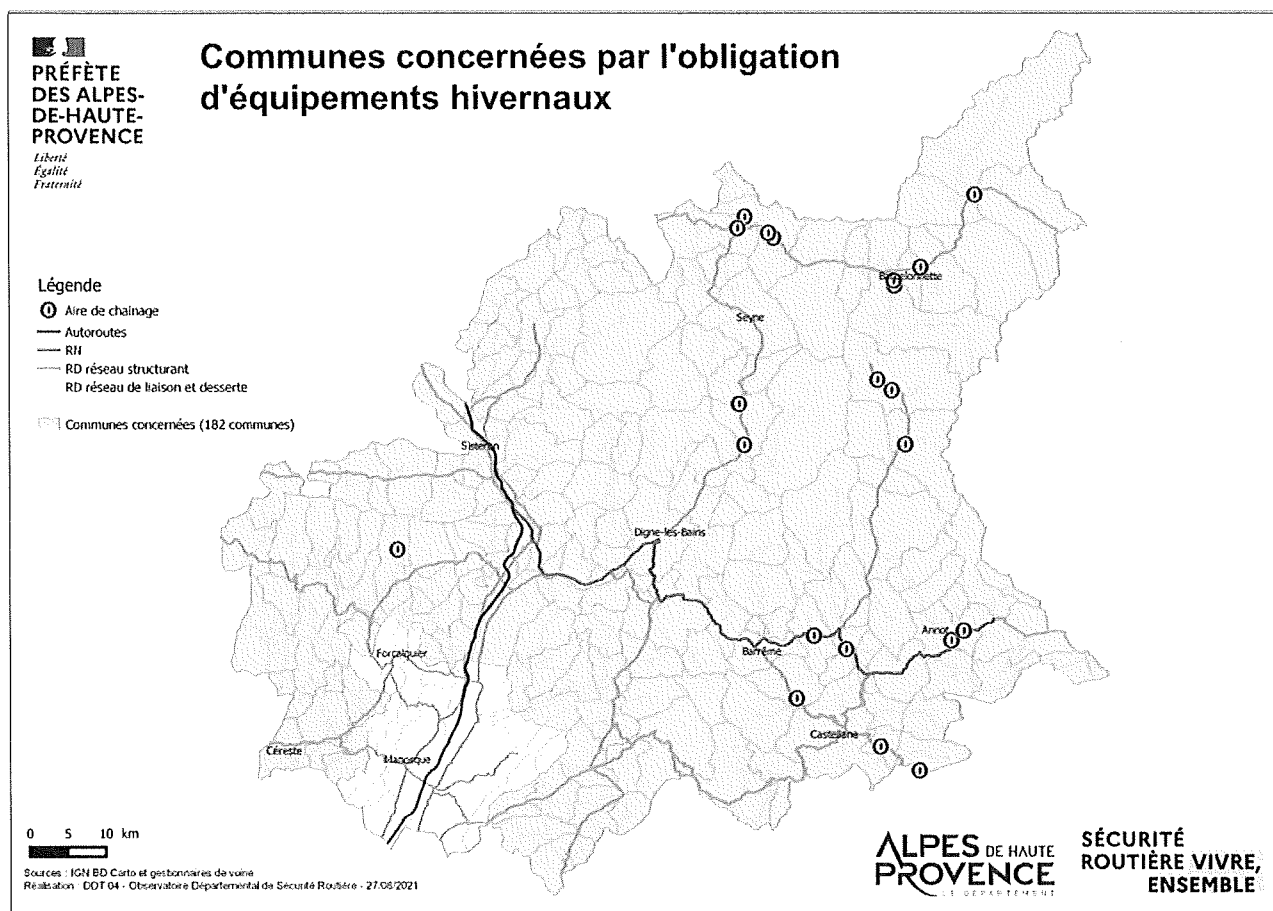 PRÉFÈTE
DES ALPES-
DE-HAUTE-
PROVENCE
Liberté
Égalité
Fraternité
Communes concernées par l'obligation
d'équipements hivernaux
Légende
Aire de chainage
Autoroutes
RN
RD réseau structurant
RD réseau de liaison et desserte
Communes concernées (182 communes)
Barcelonnette
Seyne
Sisteron
Digne-les-Bains
Annot
Barrême
Forcalquier
Castellane
Céreste
Manosque
0 5 10 km
Sources : IGN BD Carto et gestionnaires de voirie
Réalisation : DDT 04 - Observatoire Départemental de Sécurité Routière - 27/08/2021
ALPES DE HAUTE
PROVENCE
LE DÉPARTEMENT
SÉCURITÉ
ROUTIÈRE VIVRE,
ENSEMBLE